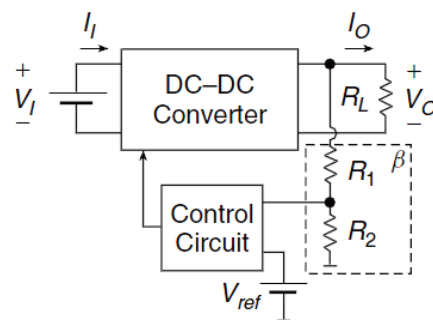 I_I
I_O
+
+
V_I
DC–DC
Converter
R_L
V_O
−
−
R_1
β
Control
Circuit
R_2
V_ref